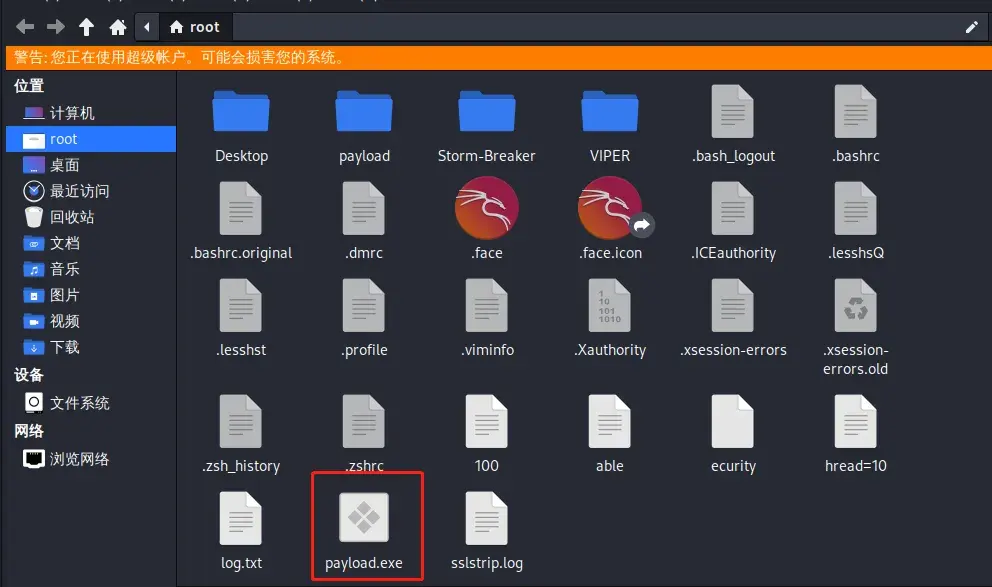 root
警告: 您正在使用超级帐户。可能会损害您的系统。
位置
计算机
root
桌面
最近访问
回收站
文档
音乐
图片
视频
下载
设备
文件系统
网络
浏览网络
Desktop
payload
Storm-Breaker
VIPER
.bash_logout
.bashrc
.bashrc.original
.dmrc
.face
.face.icon
.ICEauthority
.lesshsQ
.lesshst
.profile
.viminfo
1
10
101
1010
.Xauthority
.xsession-errors
.xsession-
errors.old
.zsh_history
.zshrc
100
able
ecurity
hread=10
log.txt
payload.exe
sslstrip.log